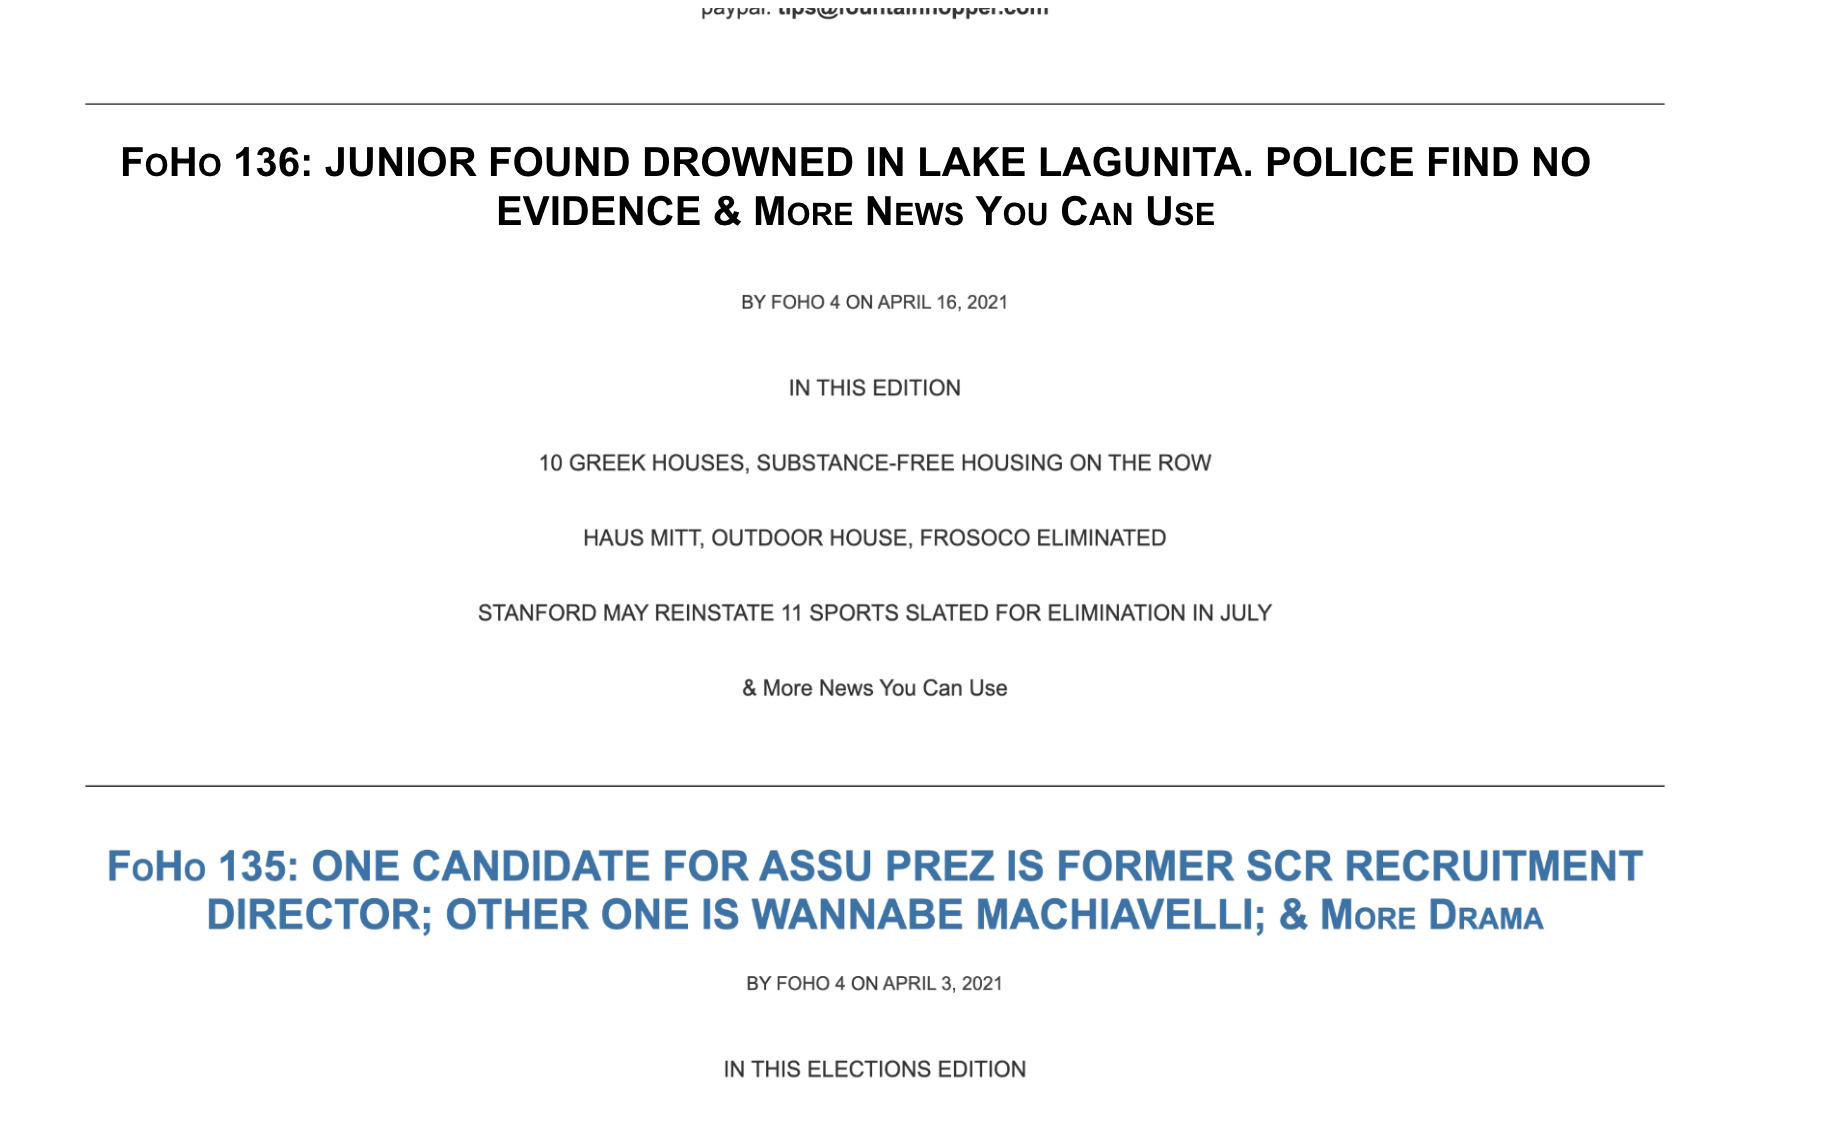 paypal: tips@fountainhopper.com
FoHo 136: JUNIOR FOUND DROWNED IN LAKE LAGUNITA. POLICE FIND NO
EVIDENCE & More News You Can Use
BY FOHO 4 ON APRIL 16, 2021
IN THIS EDITION
10 GREEK HOUSES, SUBSTANCE-FREE HOUSING ON THE ROW
HAUS MITT, OUTDOOR HOUSE, FROSOCO ELIMINATED
STANFORD MAY REINSTATE 11 SPORTS SLATED FOR ELIMINATION IN JULY
& More News You Can Use
FoHo 135: ONE CANDIDATE FOR ASSU PREZ IS FORMER SCR RECRUITMENT
DIRECTOR; OTHER ONE IS WANNABE MACHIAVELLI; & More Drama
BY FOHO 4 ON APRIL 3, 2021
IN THIS ELECTIONS EDITION